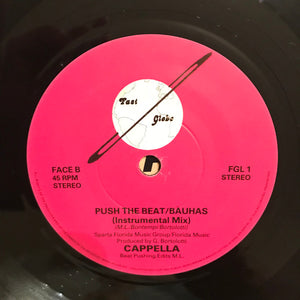 Fast
Globe
FACE B
45 RPM
STEREO
FGL 1
STEREO
PUSH THE BEAT/BAUHAS
(Instrumental Mix)
(M.L. Bontempi Bortolotti)
Sparta Florida Music Group/Florida Music
Produced by G. Bortolotti
CAPPELLA
Beat Pushing Edits M.L.